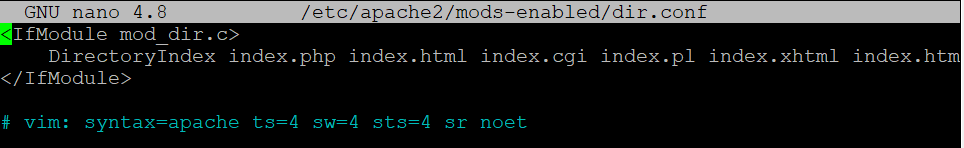 GNU nano 4.8 /etc/apache2/mods-enabled/dir.conf
<IfModule mod_dir.c>
    DirectoryIndex index.php index.html index.cgi index.pl index.xhtml index.htm
</IfModule>
# vim: syntax=apache ts=4 sw=4 sts=4 sr noet